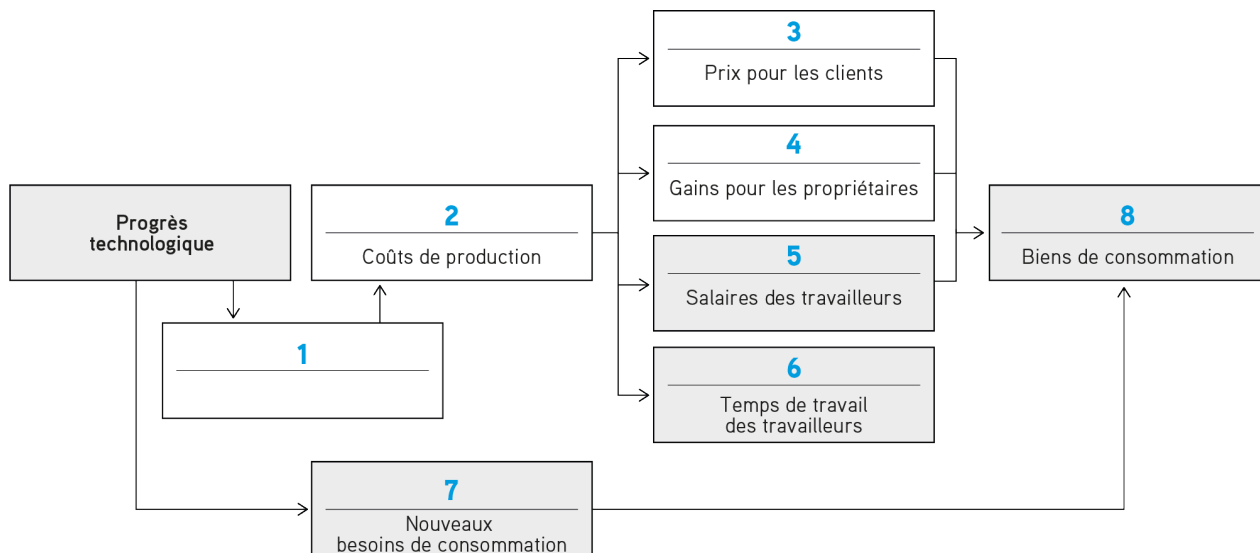 3
Prix pour les clients
4
Gains pour les propriétaires
Progrès
technologique
2
Coûts de production
5
Salaires des travailleurs
8
Biens de consommation
1
6
Temps de travail
des travailleurs
7
Nouveaux
besoins de consommation